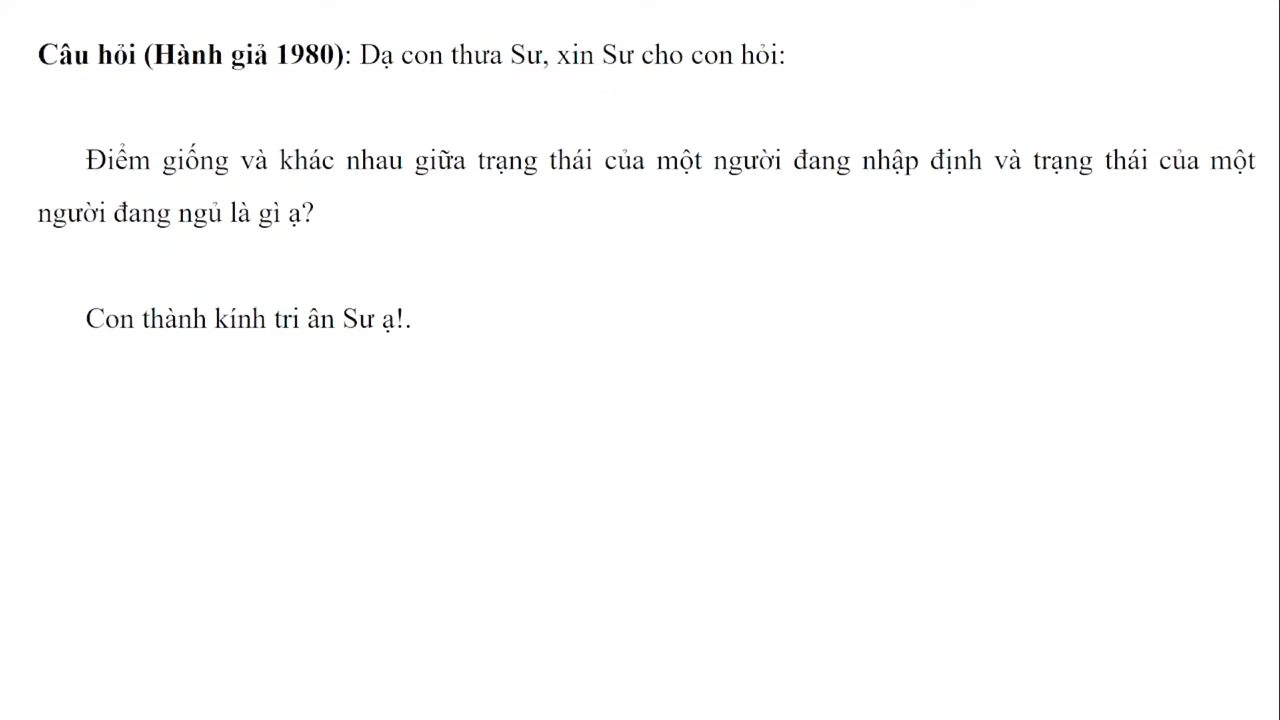 Câu hỏi (Hành giả 1980): Dạ con thưa Sư, xin Sư cho con hỏi:
Điểm giống và khác nhau giữa trạng thái của một người đang nhập định và trạng thái của một
người đang ngủ là gì ạ?
Con thành kính tri ân Sư ạ!.